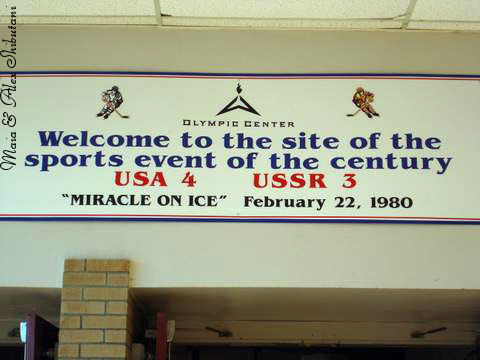 OLYMPIC CENTER
Welcome to the site of the
sports event of the century
USA 4 USSR 3
"MIRACLE ON ICE" February 22, 1980
Maia & Alex Shibutani